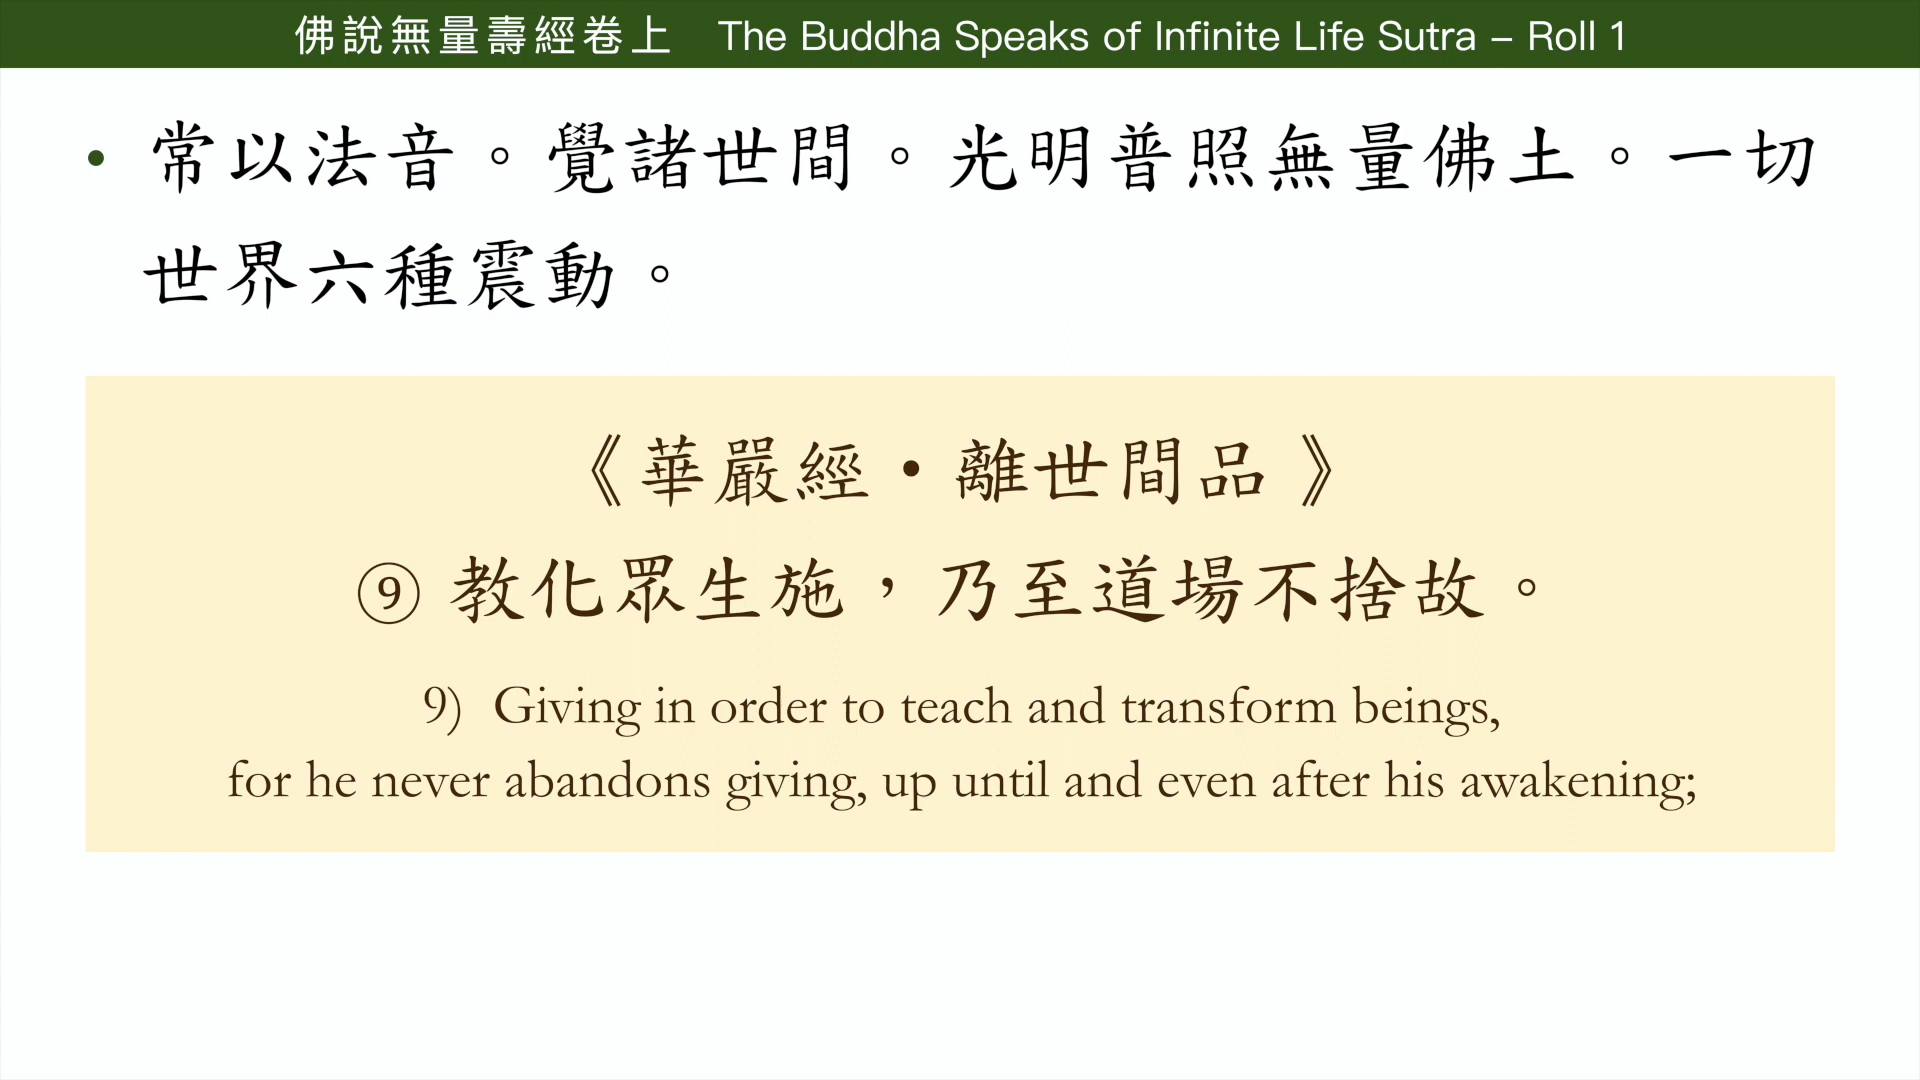 佛說無量壽經卷上 The Buddha Speaks of Infinite Life Sutra – Roll 1
• 常以法音。覺諸世間。光明普照無量佛土。一切
世界六種震動。
《華嚴經•離世間品》
⑨ 教化眾生施，乃至道場不捨故。
9) Giving in order to teach and transform beings,
for he never abandons giving, up until and even after his awakening;